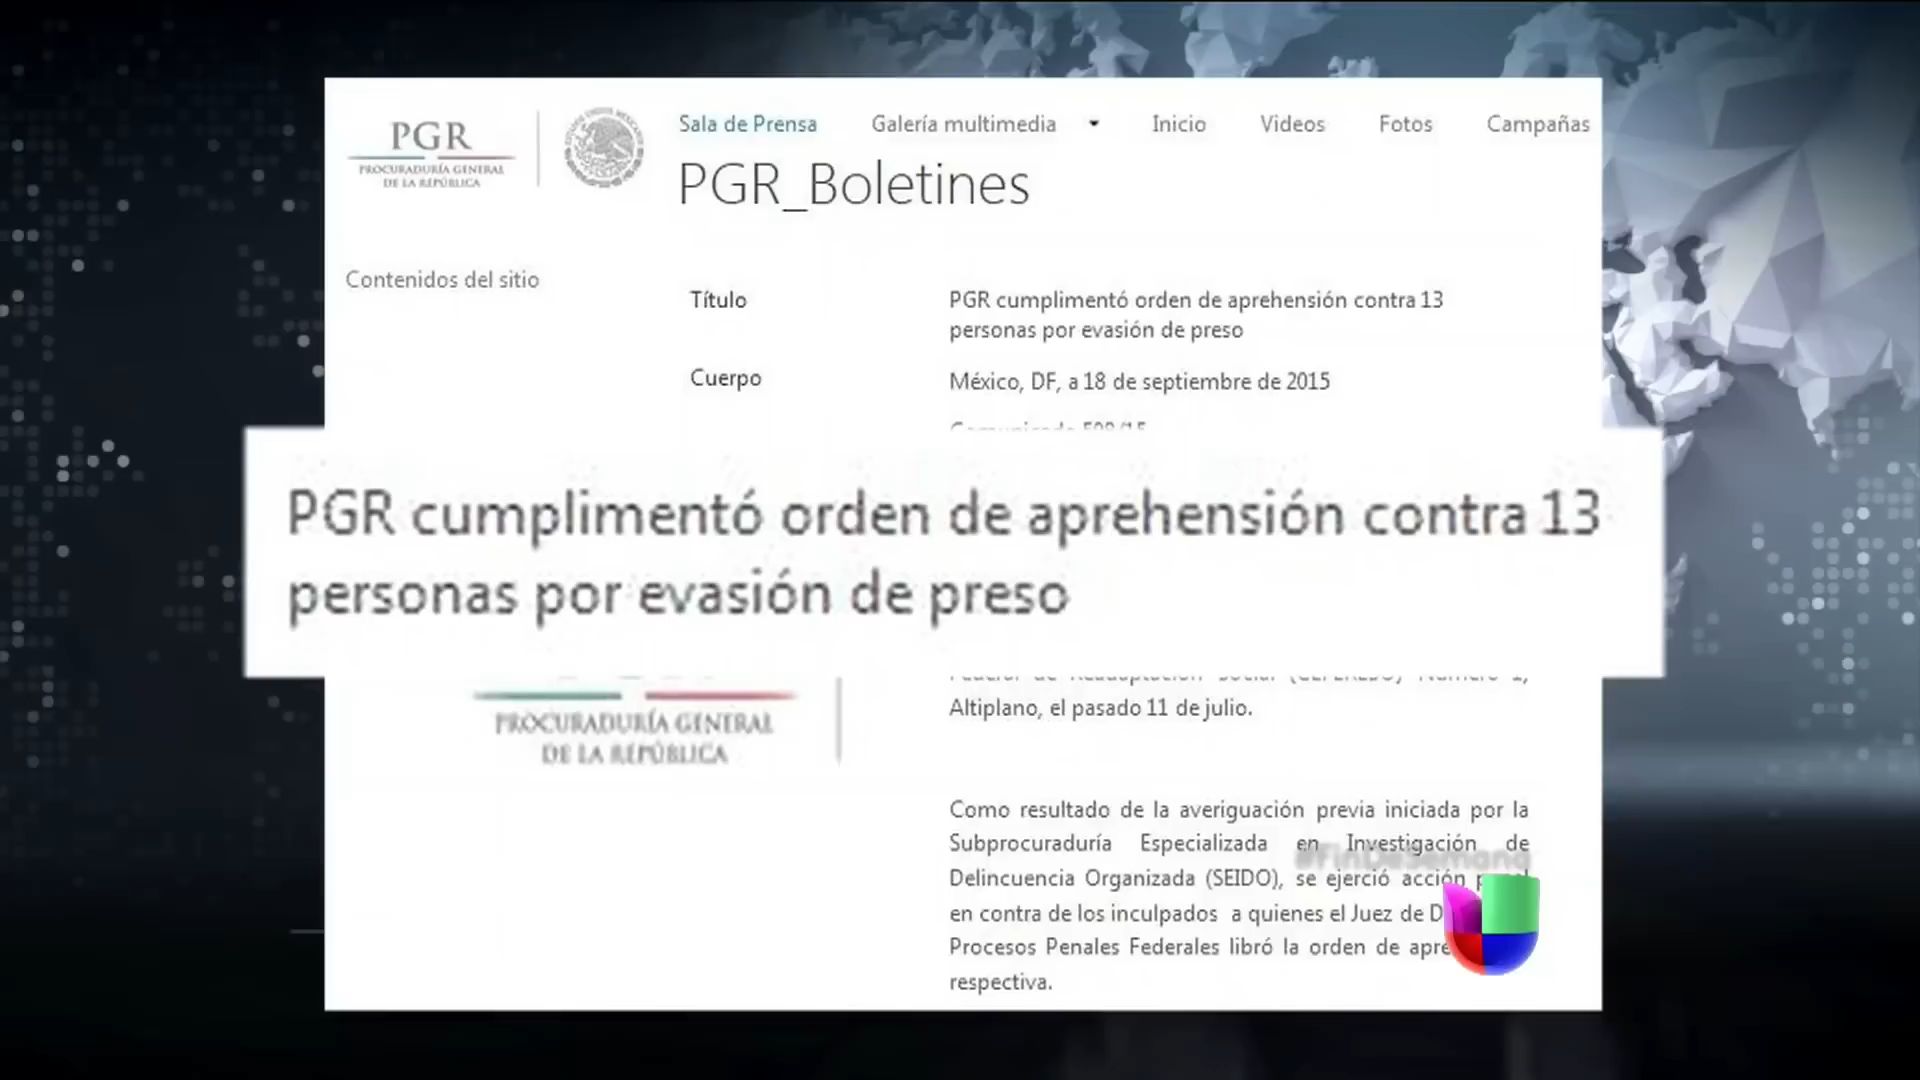 PGR
PROCURADURÍA GENERAL
DE LA REPÚBLICA
Sala de Prensa Galería multimedia Inicio Videos Fotos Campañas
PGR_Boletines
Contenidos del sitio
Título
PGR cumplimentó orden de aprehensión contra 13
personas por evasión de preso
Cuerpo
México, DF, a 18 de septiembre de 2015
PGR cumplimentó orden de aprehensión contra 13
personas por evasión de preso
PROCURADURÍA GENERAL
DE LA REPÚBLICA
Altiplano, el pasado 11 de julio.
Como resultado de la averiguación previa iniciada por la
Subprocuraduría Especializada en Investigación de
Delincuencia Organizada (SEIDO), se ejerció acción
en contra de los inculpados a quienes el Juez de
Procesos Penales Federales libró la orden de
respectiva.
#FinDeSemana